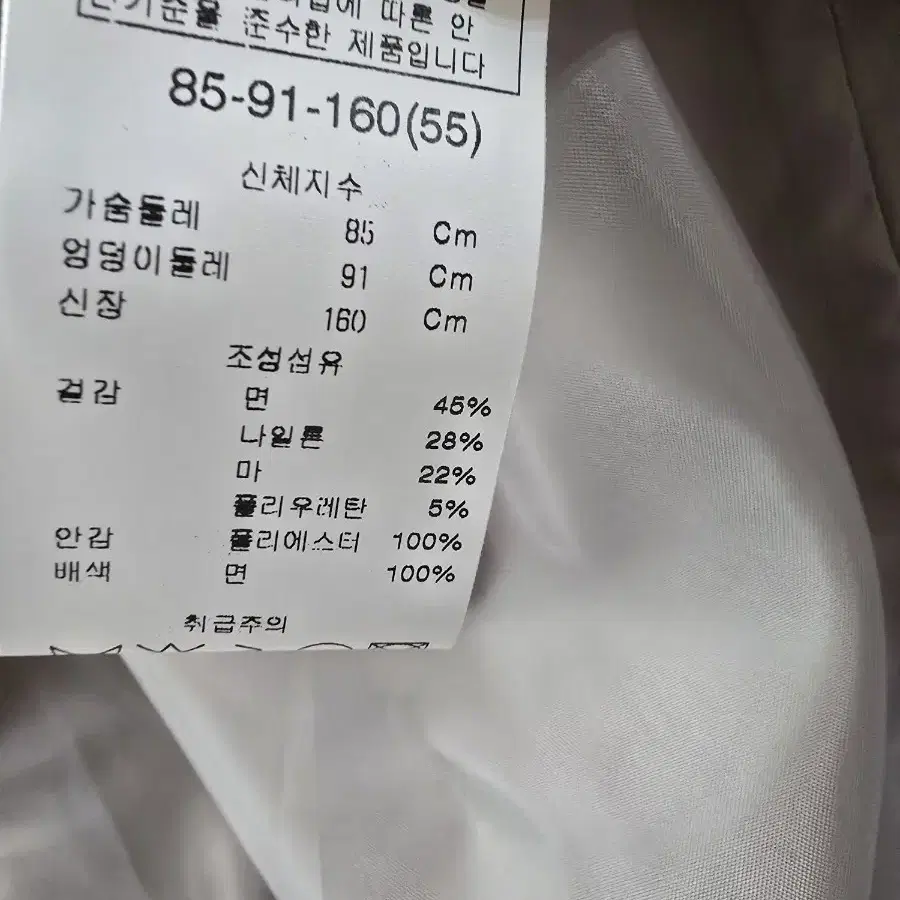 따른 안
준수한 제품입니다
85-91-160(55)
신체지수
가슴둘레 85 Cm
엉덩이둘레 91 Cm
신장 160 Cm
조성섬유
겉감 면 45%
나일론 28%
마 22%
폴리우레탄 5%
안감 폴리에스터 100%
배색 면 100%
취급주의